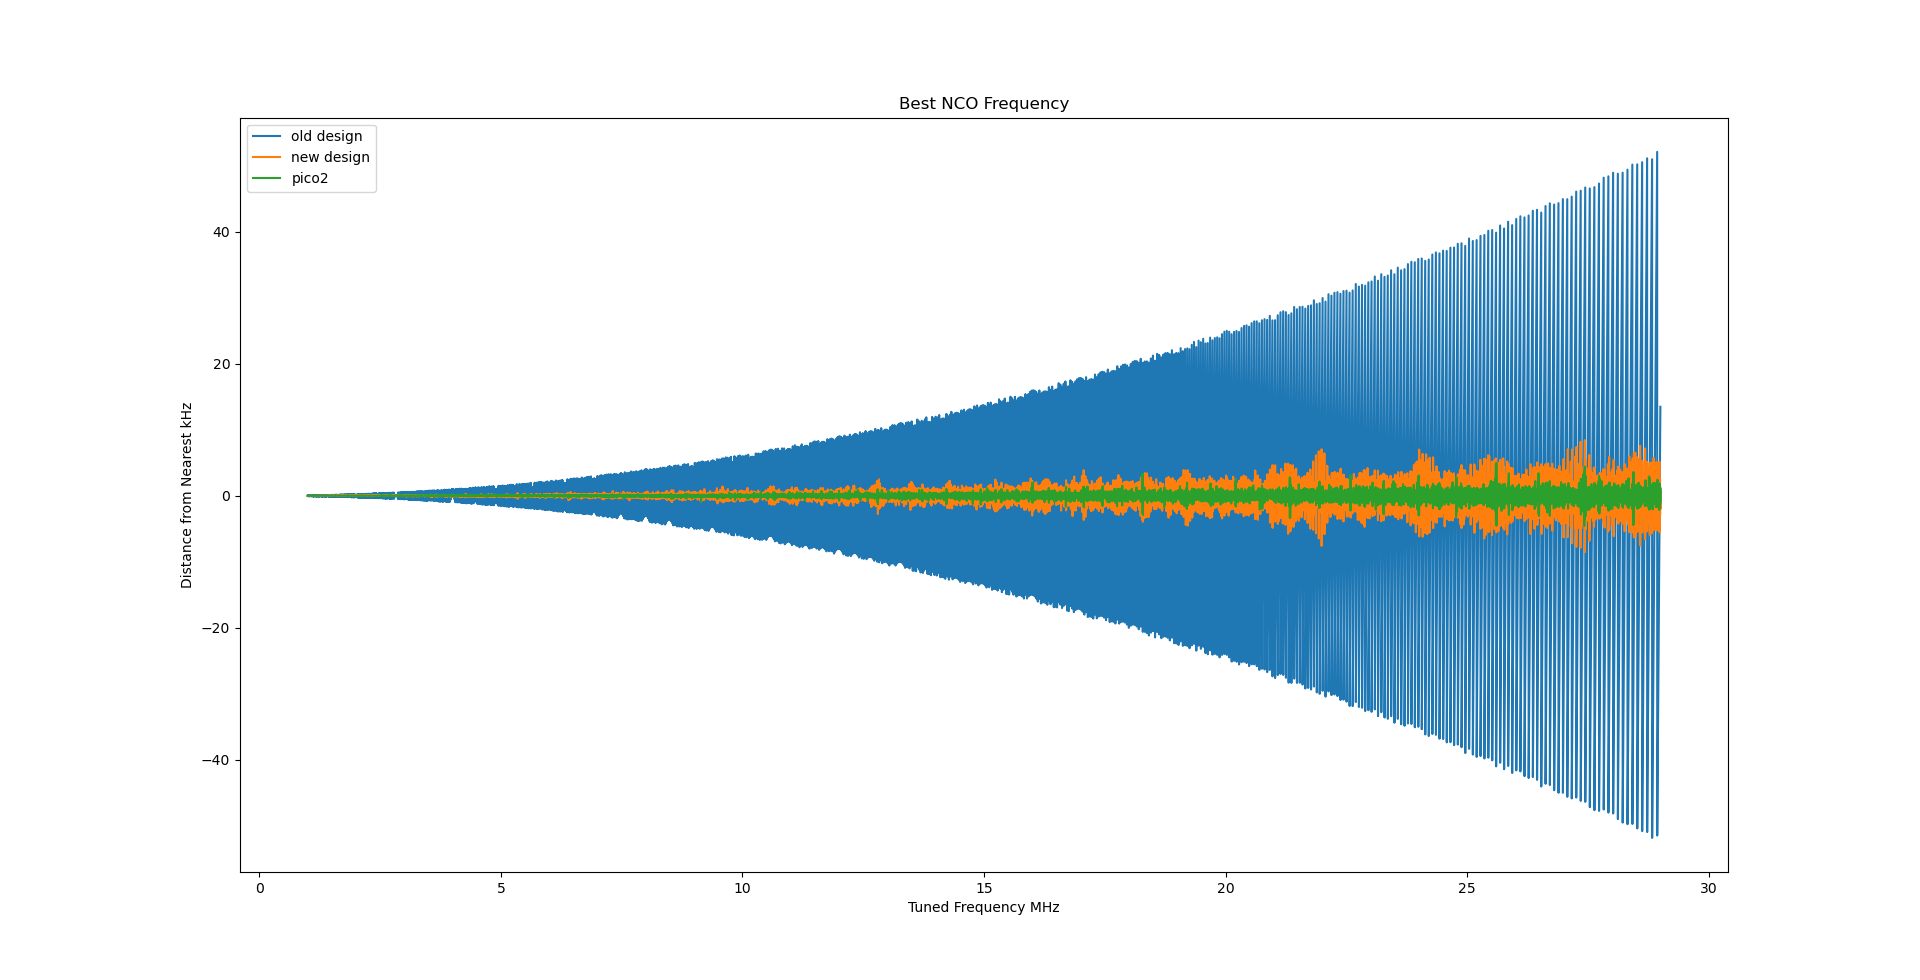 Best NCO Frequency
old design
new design
pico2
Distance from Nearest kHz
40
20
0
−20
−40
0
5
10
15
20
25
30
Tuned Frequency MHz